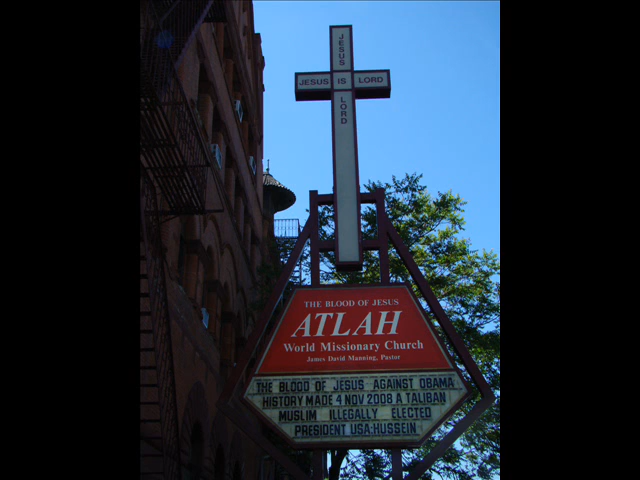 JESUS
JESUS IS LORD
LORD
THE BLOOD OF JESUS
ATLAH
World Missionary Church
James David Manning, Pastor
THE BLOOD OF JESUS AGAINST OBAMA
HISTORY MADE 4 NOV 2008 A TALIBAN
MUSLIM ILLEGALLY ELECTED
PRESIDENT USA:HUSSEIN